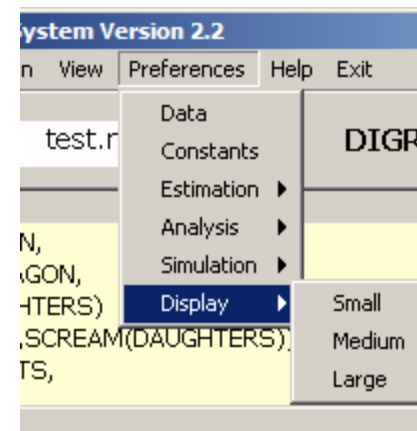 System Version 2.2
n View Preferences Help Exit
test.r DIGR
Data
Constants
Estimation
Analysis
Simulation
Display
Small
Medium
Large
N,
AGON,
HTERS)
,SCREAM(DAUGHTERS),
TS,